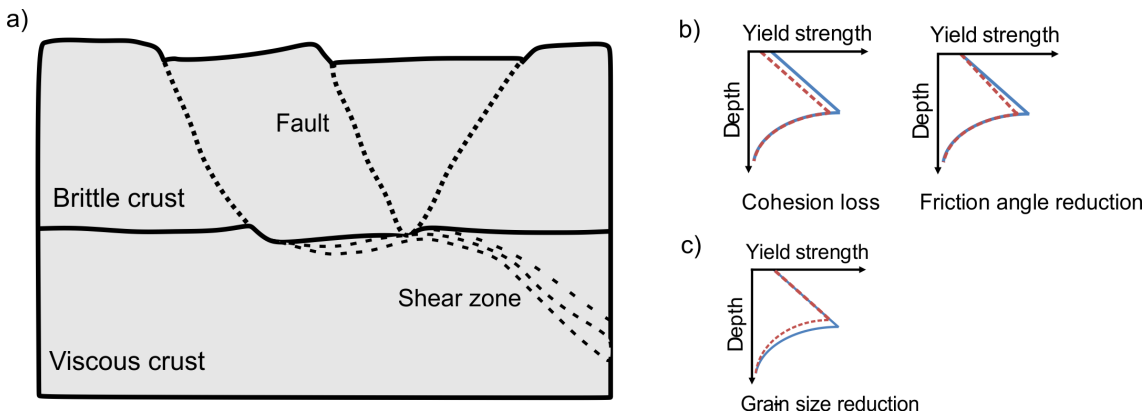 a)
Fault
Brittle crust
Shear zone
Viscous crust
b)
Yield strength
Depth
Cohesion loss
Yield strength
Depth
Friction angle reduction
c)
Yield strength
Depth
Grain size reduction